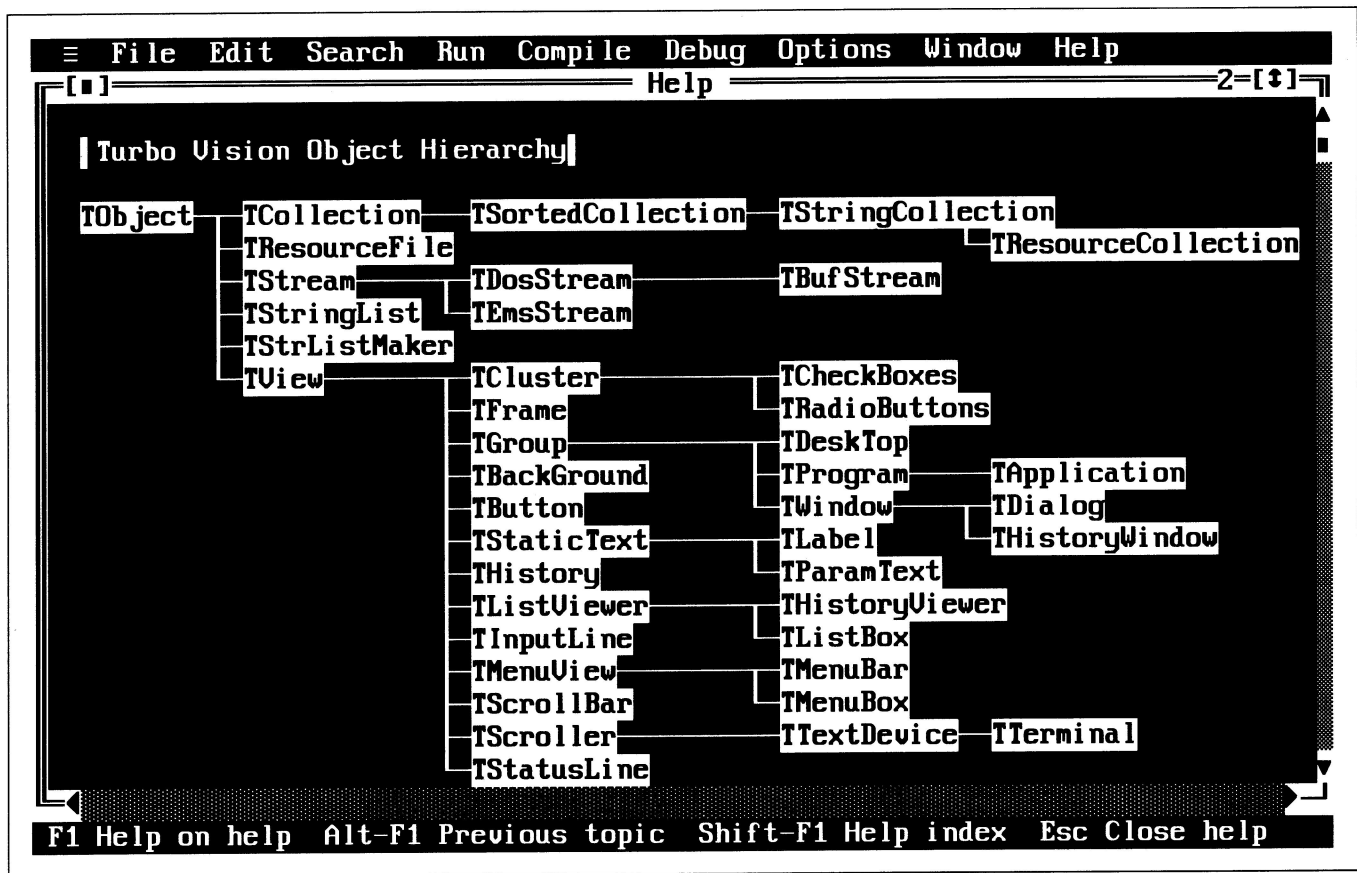 ≡ File Edit Search Run Compile Debug Options Window Help
[■] Help 2=[↕]
Turbo Vision Object Hierarchy
TObject TCollection TSortedCollection TStringCollection
TResourceFile TResourceCollection
TStream TDosStream TBufStream
TStringList TEmsStream
TStrListMaker
TView TCluster TCheckBoxes
TFrame TRadioButtons
TGroup TDeskTop
TBackGround TProgram TApplication
TButton TWindow TDialog
TStaticText TLabel THistoryWindow
THistory TParamText
TListViewer THistoryViewer
TInputLine TListBox
TMenuView TMenuBar
TScrollBar TMenuBox
TScroller TTextDevice TTerminal
TStatusLine
F1 Help on help Alt-F1 Previous topic Shift-F1 Help index Esc Close help